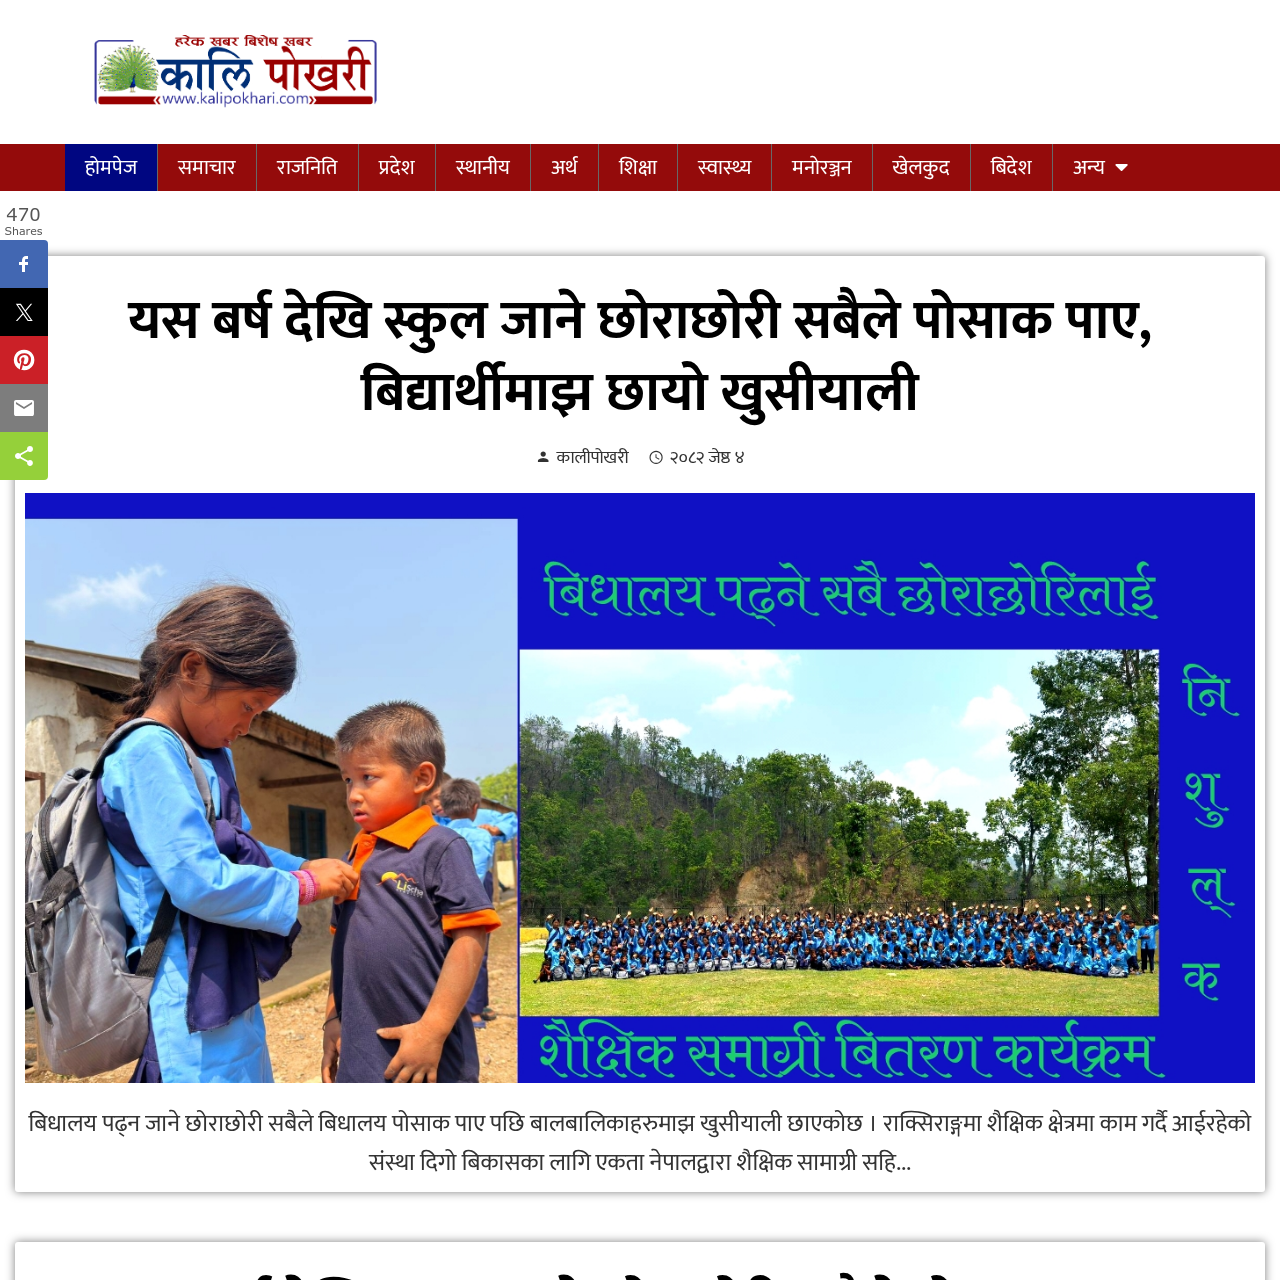 हरेक खबर बिशेष खबर
कालि पोखरी
www.kalipokhari.com
होमपेज समाचार राजनिति प्रदेश स्थानीय अर्थ शिक्षा स्वास्थ्य मनोरञ्जन खेलकुद बिदेश अन्य
470
Shares
यस बर्ष देखि स्कुल जाने छोराछोरी सबैले पोसाक पाए,
बिद्यार्थीमाझ छायो खुसीयाली
कालीपोखरी २०८२ जेष्ठ ४
बिधालय पढ्ने सबै छोराछोरिलाई
नि
शु
ल्
क
शैक्षिक समाग्री बितरण कार्यक्रम
बिधालय पढ्न जाने छोराछोरी सबैले बिधालय पोसाक पाए पछि बालबालिकाहरुमाझ खुसीयाली छाएकोछ । राक्सिराङ्गमा शैक्षिक क्षेत्रमा काम गर्दै आईरहेको
संस्था दिगो बिकासका लागि एकता नेपालद्वारा शैक्षिक सामाग्री सहि...